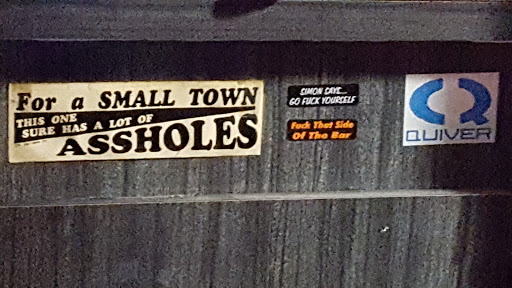 For a SMALL TOWN
THIS ONE
SURE HAS A LOT OF
ASSHOLES
SIMON SAYS...
GO FUCK YOURSELF
Fuck That Side
Of The Bar
QUIVER